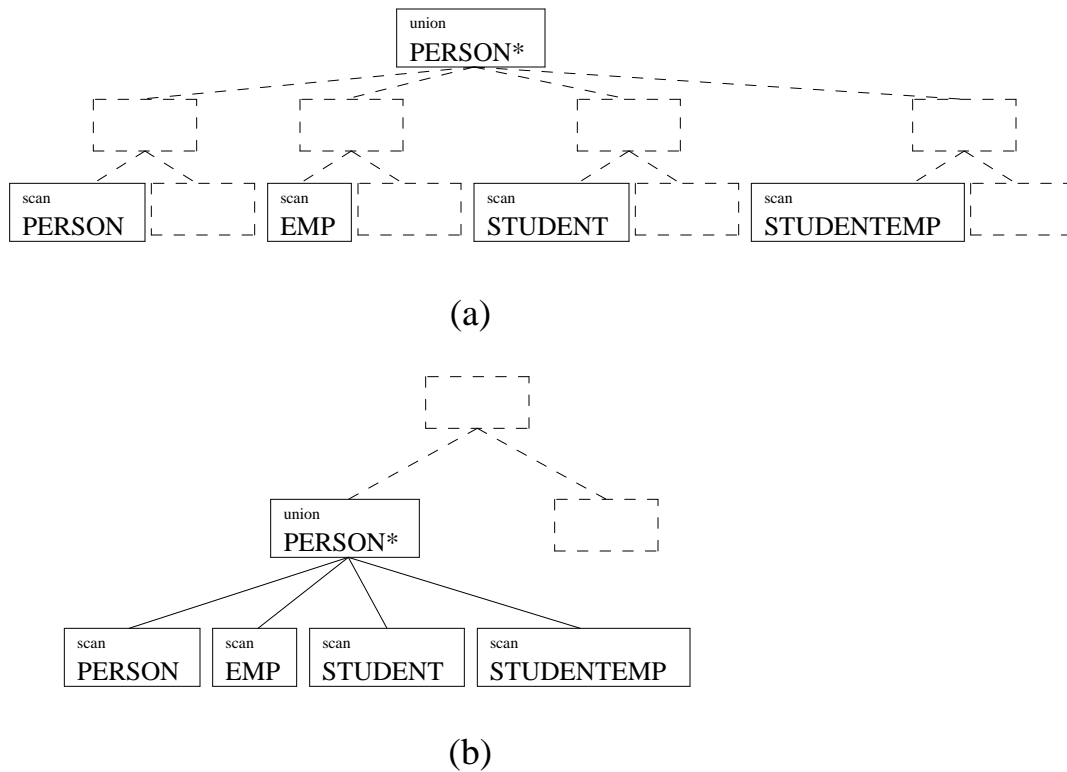 union
PERSON*
scan
PERSON
scan
EMP
scan
STUDENT
scan
STUDENTEMP
(a)
union
PERSON*
scan
PERSON
scan
EMP
scan
STUDENT
scan
STUDENTEMP
(b)